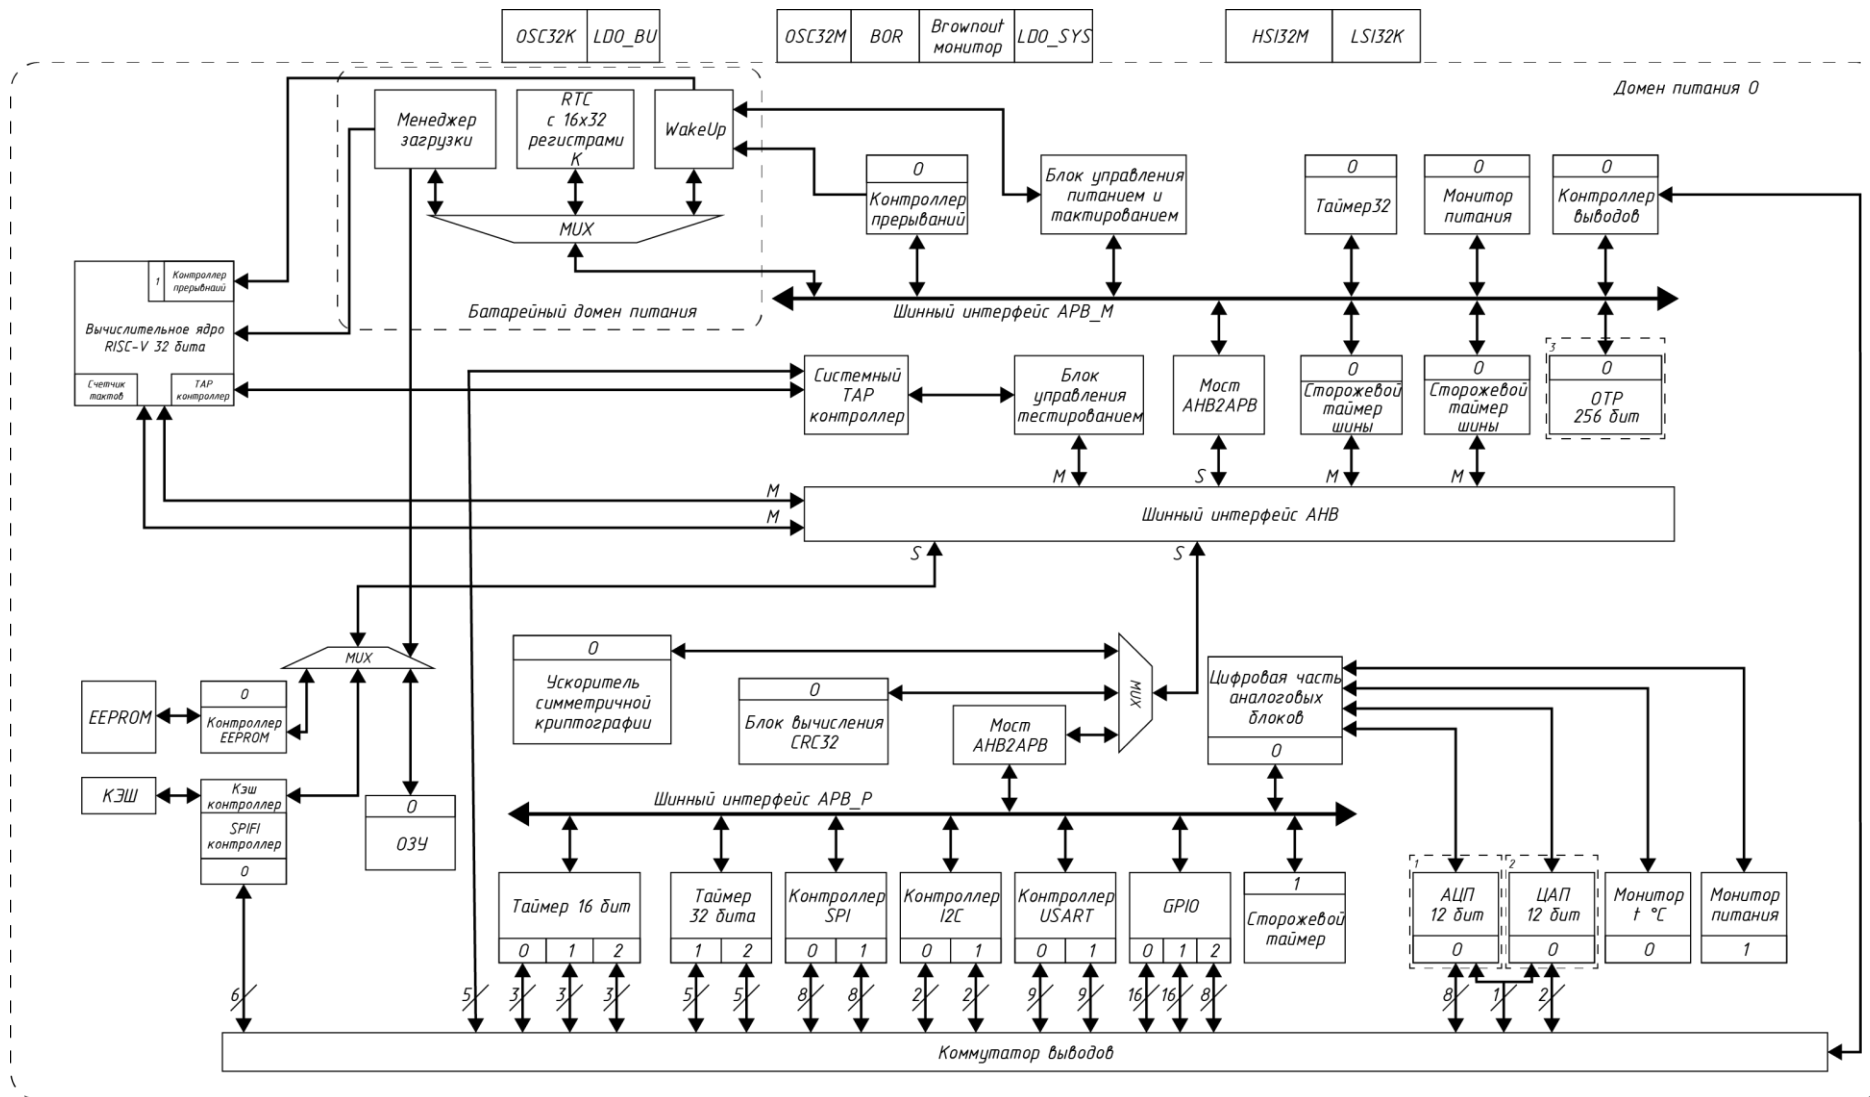 OSC32K LDO_BU
OSC32M BOR Brownout монитор LDO_SYS
HSI32M LSI32K
Домен питания 0
Менеджер
загрузки
RTC
с 16x32
регистрами
К
WakeUp
MUX
Батарейный домен питания
0
Контроллер
прерываний
Блок управления
питанием и
тактированием
0
Таймер32
0
Монитор
питания
0
Контроллер
выводов
Шинный интерфейс APB_M
1
Контроллер
прерывнаий
Вычислительное ядро
RISC-V 32 бита
Счетчик
тактов
TAP
контроллер
Системный
TAP
контроллер
Блок
управления
тестированием
Мост
AHB2APB
0
Сторожевой
таймер
шины
0
Сторожевой
таймер
шины
3
0
OTP
256 бит
M
S
M
M
M
M
Шинный интерфейс AHB
S
S
MUX
EEPROM
0
Контроллер
EEPROM
КЭШ
Кэш
контроллер
SPIFI
контроллер
0
0
ОЗУ
0
Ускоритель
симметричной
криптографии
0
Блок вычисления
CRC32
Мост
AHB2APB
MUX
Цифровая часть
аналоговых
блоков
0
Шинный интерфейс APB_P
Таймер 16 бит
0 1 2
Таймер
32 бита
1 2
Контроллер
SPI
0 1
Контроллер
I2C
0 1
Контроллер
USART
0 1
GPIO
0 1 2
1
Сторожевой
таймер
1
АЦП
12 бит
0
2
ЦАП
12 бит
0
Монитор
t °C
0
Монитор
питания
1
6 5 3 3 3 5 5 8 8 2 2 9 9 16 16 8 8 1 2
Коммутатор выводов